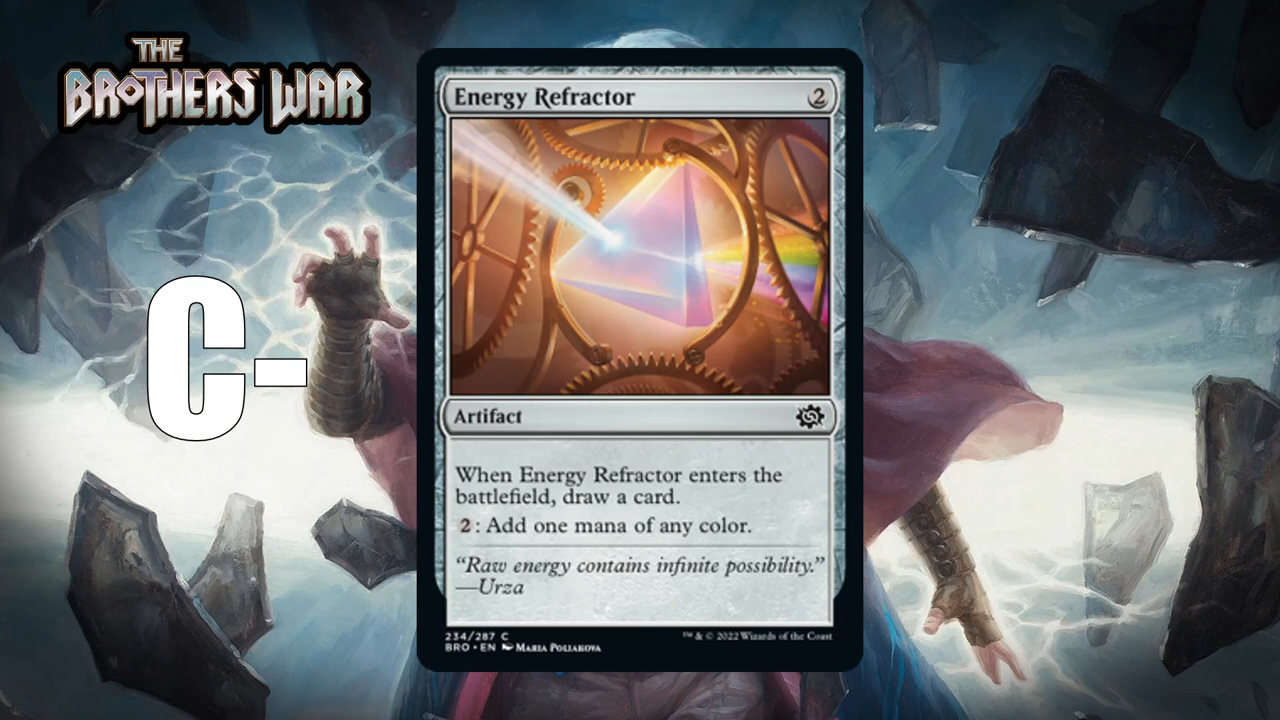 THE
BROTHERS' WAR
C-
Energy Refractor 2
Artifact
When Energy Refractor enters the
battlefield, draw a card.
2: Add one mana of any color.
“Raw energy contains infinite possibility.”
—Urza
234/287 C
BRO • EN Maria Poliakova
™ & © 2022 Wizards of the Coast